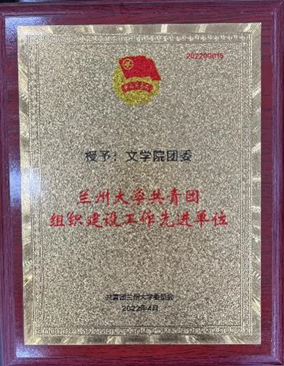 授予：文学院团委
兰州大学共青团
组织建设工作先进单位
共青团兰州大学委员会
2022年4月